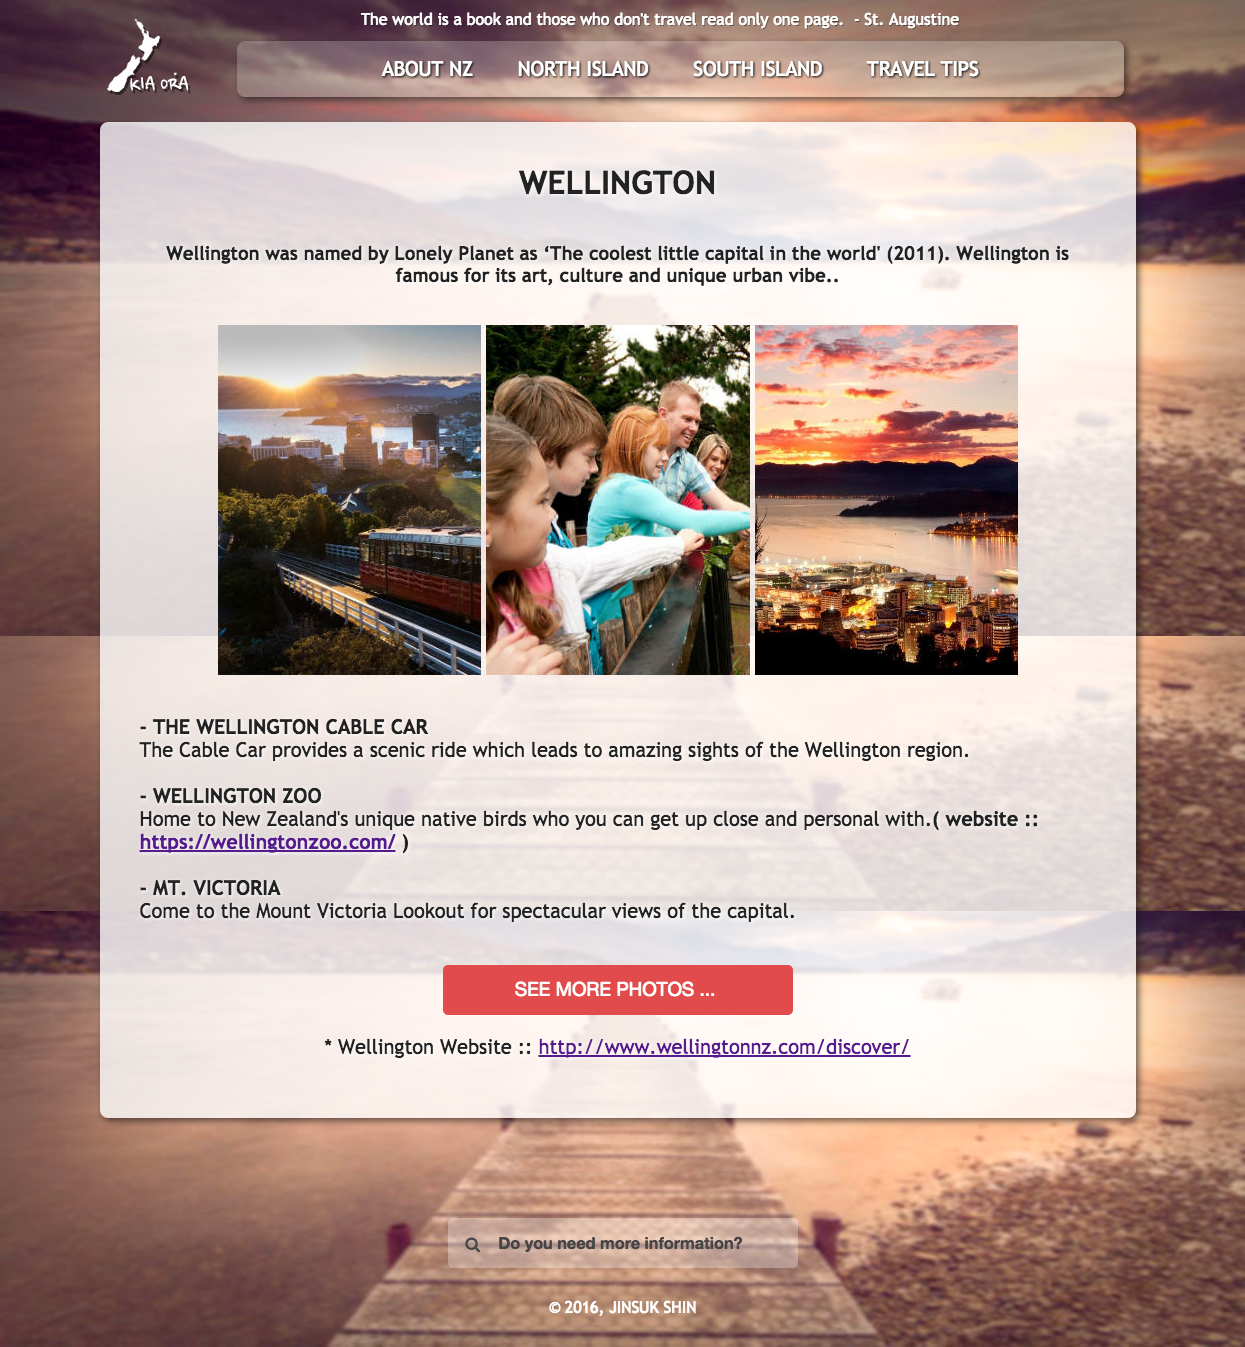 The world is a book and those who don't travel read only one page.  - St. Augustine
KIA ORA
ABOUT NZ NORTH ISLAND SOUTH ISLAND TRAVEL TIPS
WELLINGTON
Wellington was named by Lonely Planet as ‘The coolest little capital in the world' (2011). Wellington is
famous for its art, culture and unique urban vibe..
- THE WELLINGTON CABLE CAR
The Cable Car provides a scenic ride which leads to amazing sights of the Wellington region.
- WELLINGTON ZOO
Home to New Zealand's unique native birds who you can get up close and personal with.( website ::
https://wellingtonzoo.com/ )
- MT. VICTORIA
Come to the Mount Victoria Lookout for spectacular views of the capital.
SEE MORE PHOTOS ...
* Wellington Website :: http://www.wellingtonnz.com/discover/
Do you need more information?
© 2016, JINSUK SHIN